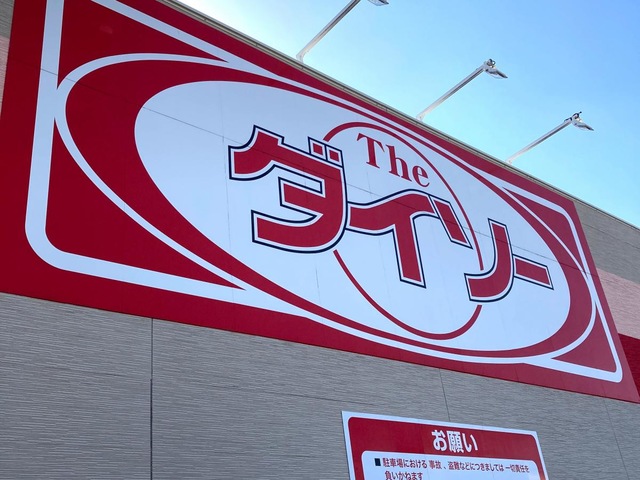 The
ダイソー
お願い
■ 駐車場における 事故、盗難などにつきましては 一切責任を
負いかねます